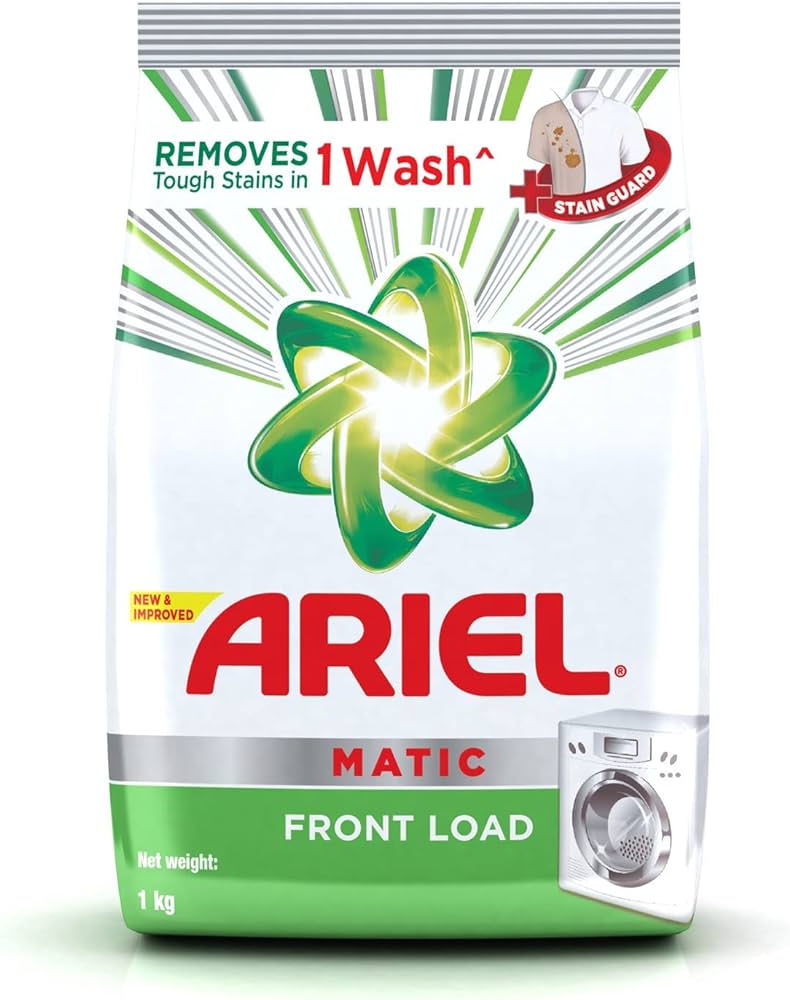 REMOVES
Tough Stains in
1 Wash^
STAIN GUARD
NEW &
IMPROVED
ARIEL®
MATIC
FRONT LOAD
Net weight:
1 kg